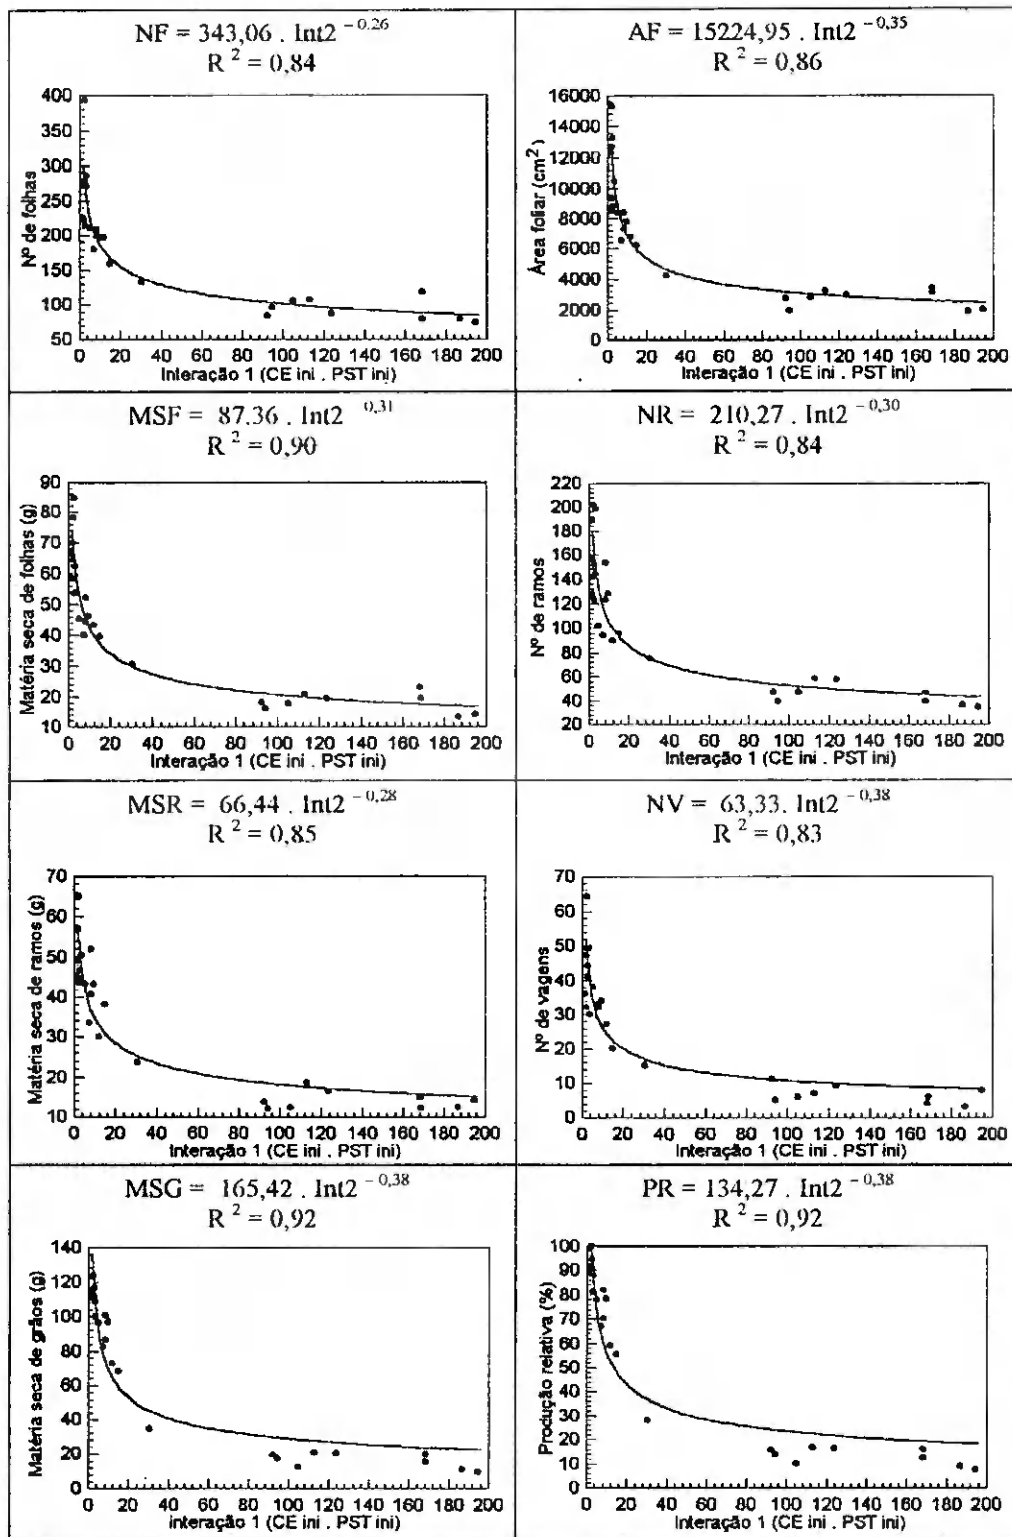 NF = 343,06 . Int2 ⁻⁰,²⁶
R ² = 0,84
Nº de folhas
400
350
300
250
200
150
100
50
0 20 40 60 80 100 120 140 160 180 200
Interação 1 (CE ini . PST ini)
AF = 15224,95 . Int2 ⁻⁰,³⁵
R ² = 0,86
Área foliar (cm²)
16000
14000
12000
10000
8000
6000
4000
2000
0
0 20 40 60 80 100 120 140 160 180 200
Interação 1 (CE ini . PST ini)
MSF = 87.36 . Int2 ⁰,³¹
R ² = 0,90
Matéria seca de folhas (g)
90
80
70
60
50
40
30
20
10
0 20 40 60 80 100 120 140 160 180 200
Interação 1 (CE ini . PST ini)
NR = 210,27 . Int2 ⁻⁰,³⁰
R ² = 0,84
Nº de ramos
220
200
180
160
140
120
100
80
60
40
20
0 20 40 60 80 100 120 140 160 180 200
Interação 1 (CE ini . PST ini)
MSR = 66,44 . Int2 ⁻⁰,²⁸
R ² = 0,85
Matéria seca de ramos (g)
70
60
50
40
30
20
10
0 20 40 60 80 100 120 140 160 180 200
Interação 1 (CE ini . PST ini)
NV = 63,33. Int2 ⁻⁰,³⁸
R ² = 0,83
Nº de vagens
70
60
50
40
30
20
10
0
0 20 40 60 80 100 120 140 160 180 200
Interação 1 (CE ini . PST ini)
MSG = 165,42 . Int2 ⁻⁰,³⁸
R ² = 0,92
Matéria seca de grãos (g)
140
120
100
80
60
40
20
0
0 20 40 60 80 100 120 140 160 180 200
Interação 1 (CE ini . PST ini)
PR = 134,27 . Int2 ⁻⁰,³⁸
R ² = 0,92
Produção relativa (%)
100
90
80
70
60
50
40
30
20
10
0
0 20 40 60 80 100 120 140 160 180 200
Interação 1 (CE ini . PST ini)